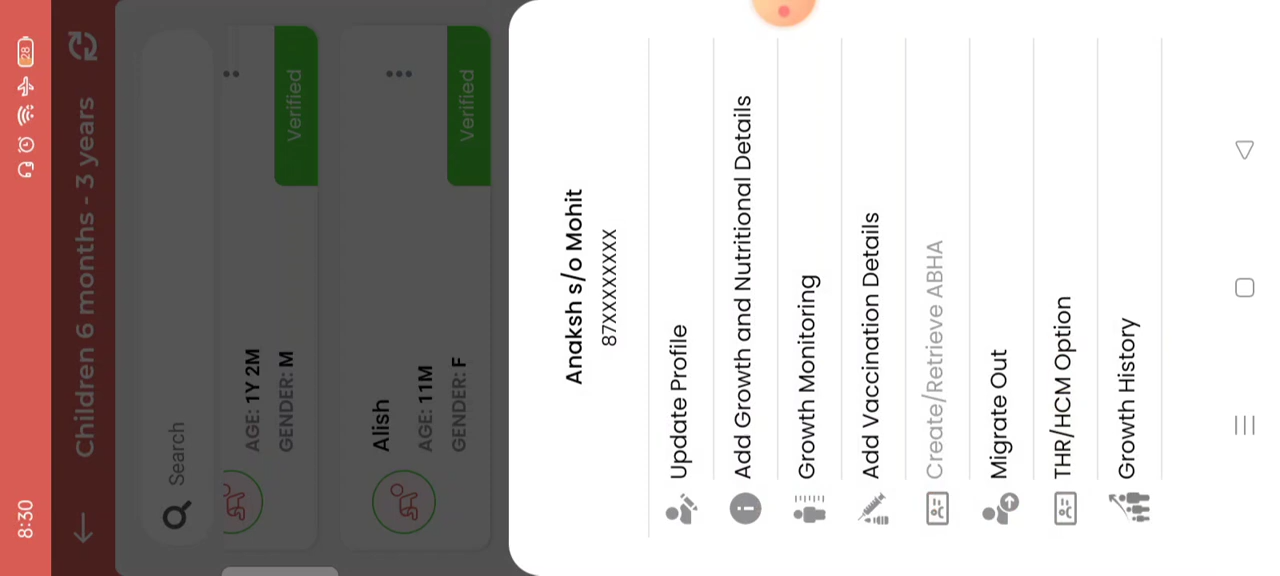 8:30
28
Children 6 months - 3 years
Search
AGE: 1Y 2M
GENDER: M
Verified
Alish
AGE: 11M
GENDER: F
Verified
Anaksh s/o Mohit
87XXXXXXXX
Update Profile
Add Growth and Nutritional Details
Growth Monitoring
Add Vaccination Details
Create/Retrieve ABHA
Migrate Out
THR/HCM Option
Growth History